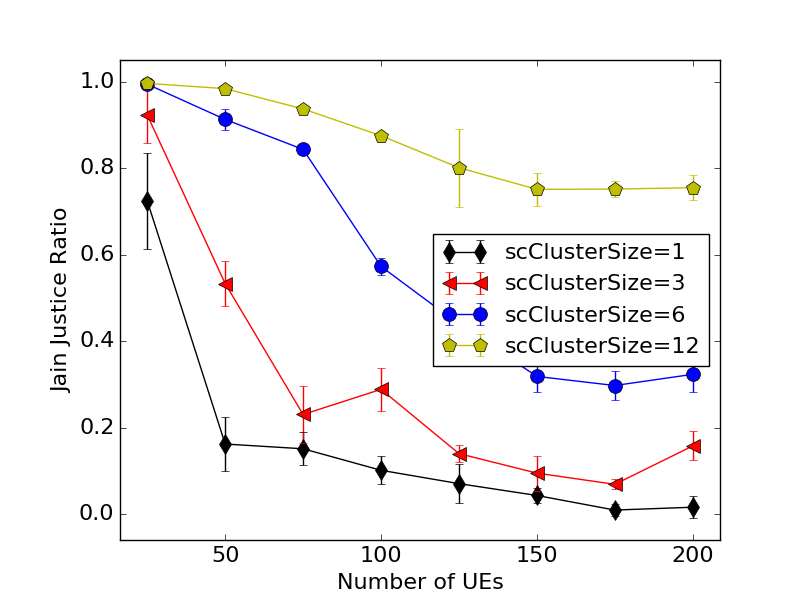 1.0
0.8
0.6
0.4
0.2
0.0
Jain Justice Ratio
scClusterSize=1
scClusterSize=3
scClusterSize=6
scClusterSize=12
50
100
150
200
Number of UEs